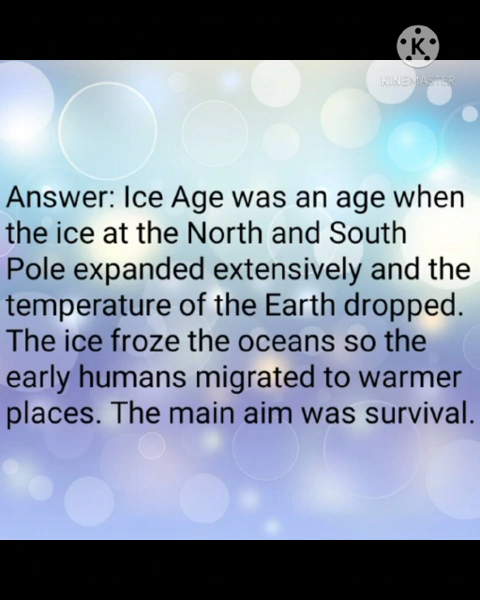 K
KINEMASTER
Answer: Ice Age was an age when
the ice at the North and South
Pole expanded extensively and the
temperature of the Earth dropped.
The ice froze the oceans so the
early humans migrated to warmer
places. The main aim was survival.